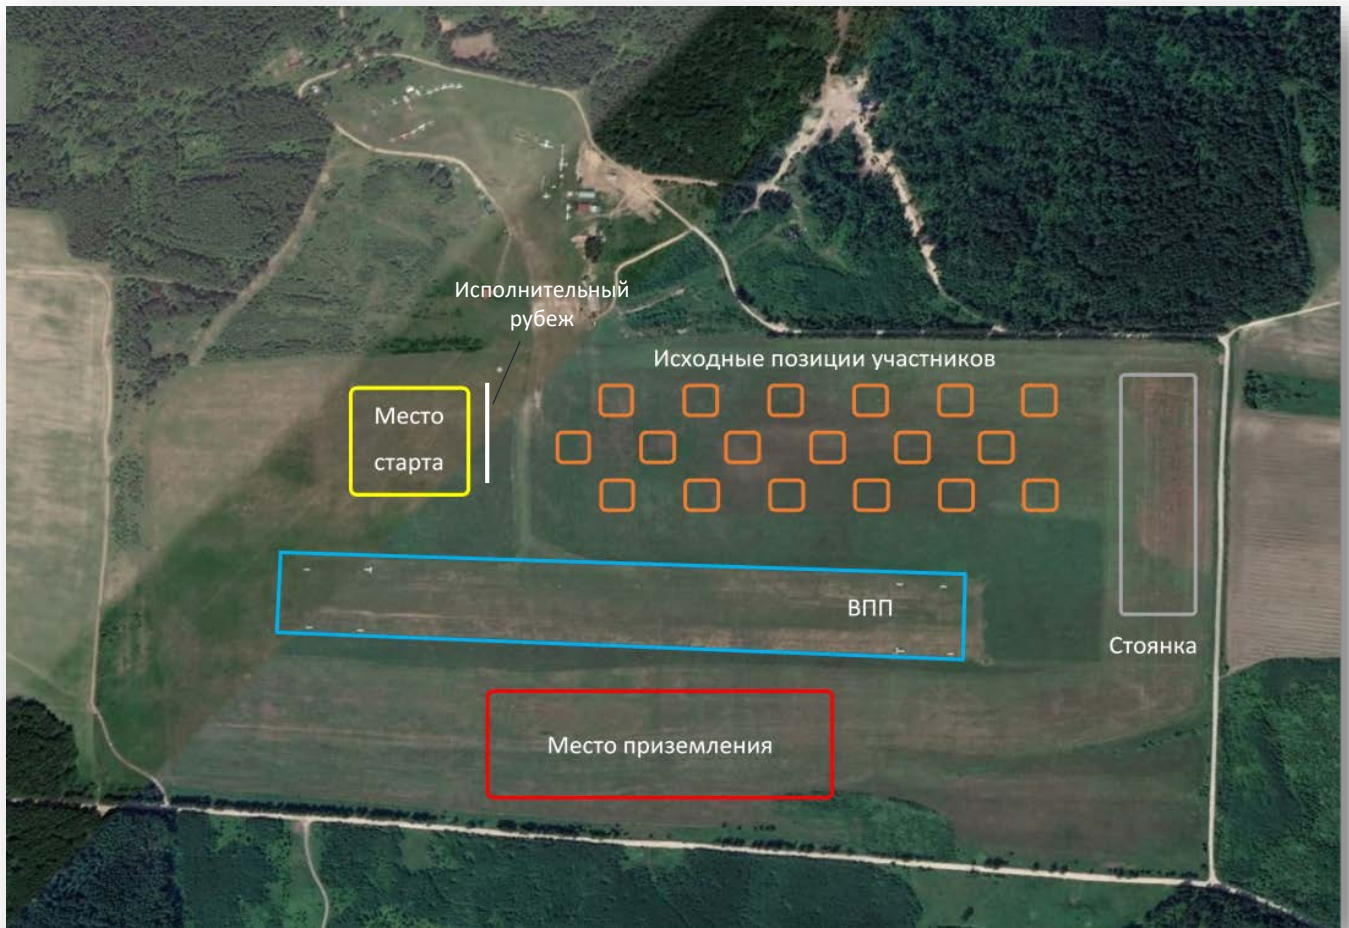 Исполнительный
рубеж
Исходные позиции участников
Место
старта
ВПП
Стоянка
Место приземления